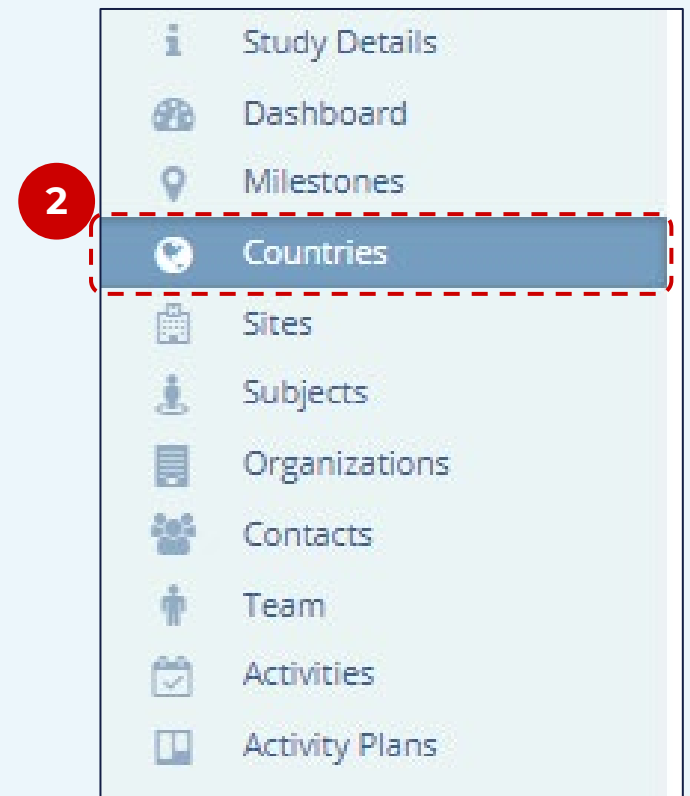 Study Details
Dashboard
Milestones
2
Countries
Sites
Subjects
Organizations
Contacts
Team
Activities
Activity Plans